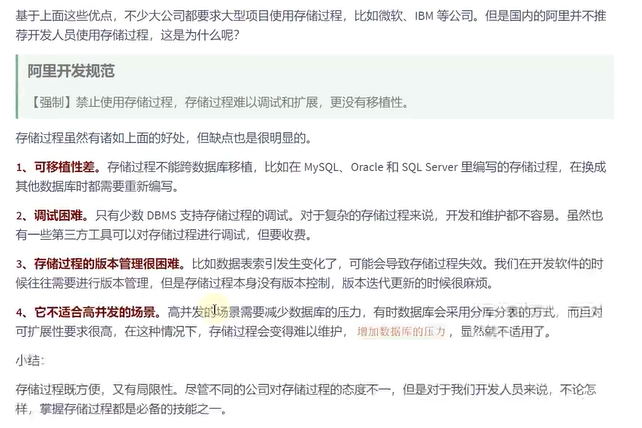 基于上面这些优点，不少大公司都要求大型项目使用存储过程，比如微软、IBM 等公司。但是国内的阿里并不推
荐开发人员使用存储过程，这是为什么呢？
阿里开发规范
【强制】禁止使用存储过程，存储过程难以调试和扩展，更没有移植性。
存储过程虽然有诸如上面的好处，但缺点也是很明显的。
1、可移植性差。存储过程不能跨数据库移植，比如在 MySQL、Oracle 和 SQL Server 里编写的存储过程，在换成
其他数据库时都需要重新编写。
2、调试困难。只有少数 DBMS 支持存储过程的调试。对于复杂的存储过程来说，开发和维护都不容易。虽然也
有一些第三方工具可以对存储过程进行调试，但要收费。
3、存储过程的版本管理很困难。比如数据表索引发生变化了，可能会导致存储过程失效。我们在开发软件的时
候往往需要进行版本管理，但是存储过程本身没有版本控制，版本迭代更新的时候很麻烦。
4、它不适合高并发的场景。高并发的场景需要减少数据库的压力，有时数据库会采用分库分表的方式，而且对
可扩展性要求很高，在这种情况下，存储过程会变得难以维护，增加数据库的压力，显然就不适用了。
小结：
存储过程既方便，又有局限性。尽管不同的公司对存储过程的态度不一，但是对于我们开发人员来说，不论怎
样，掌握存储过程都是必备的技能之一。